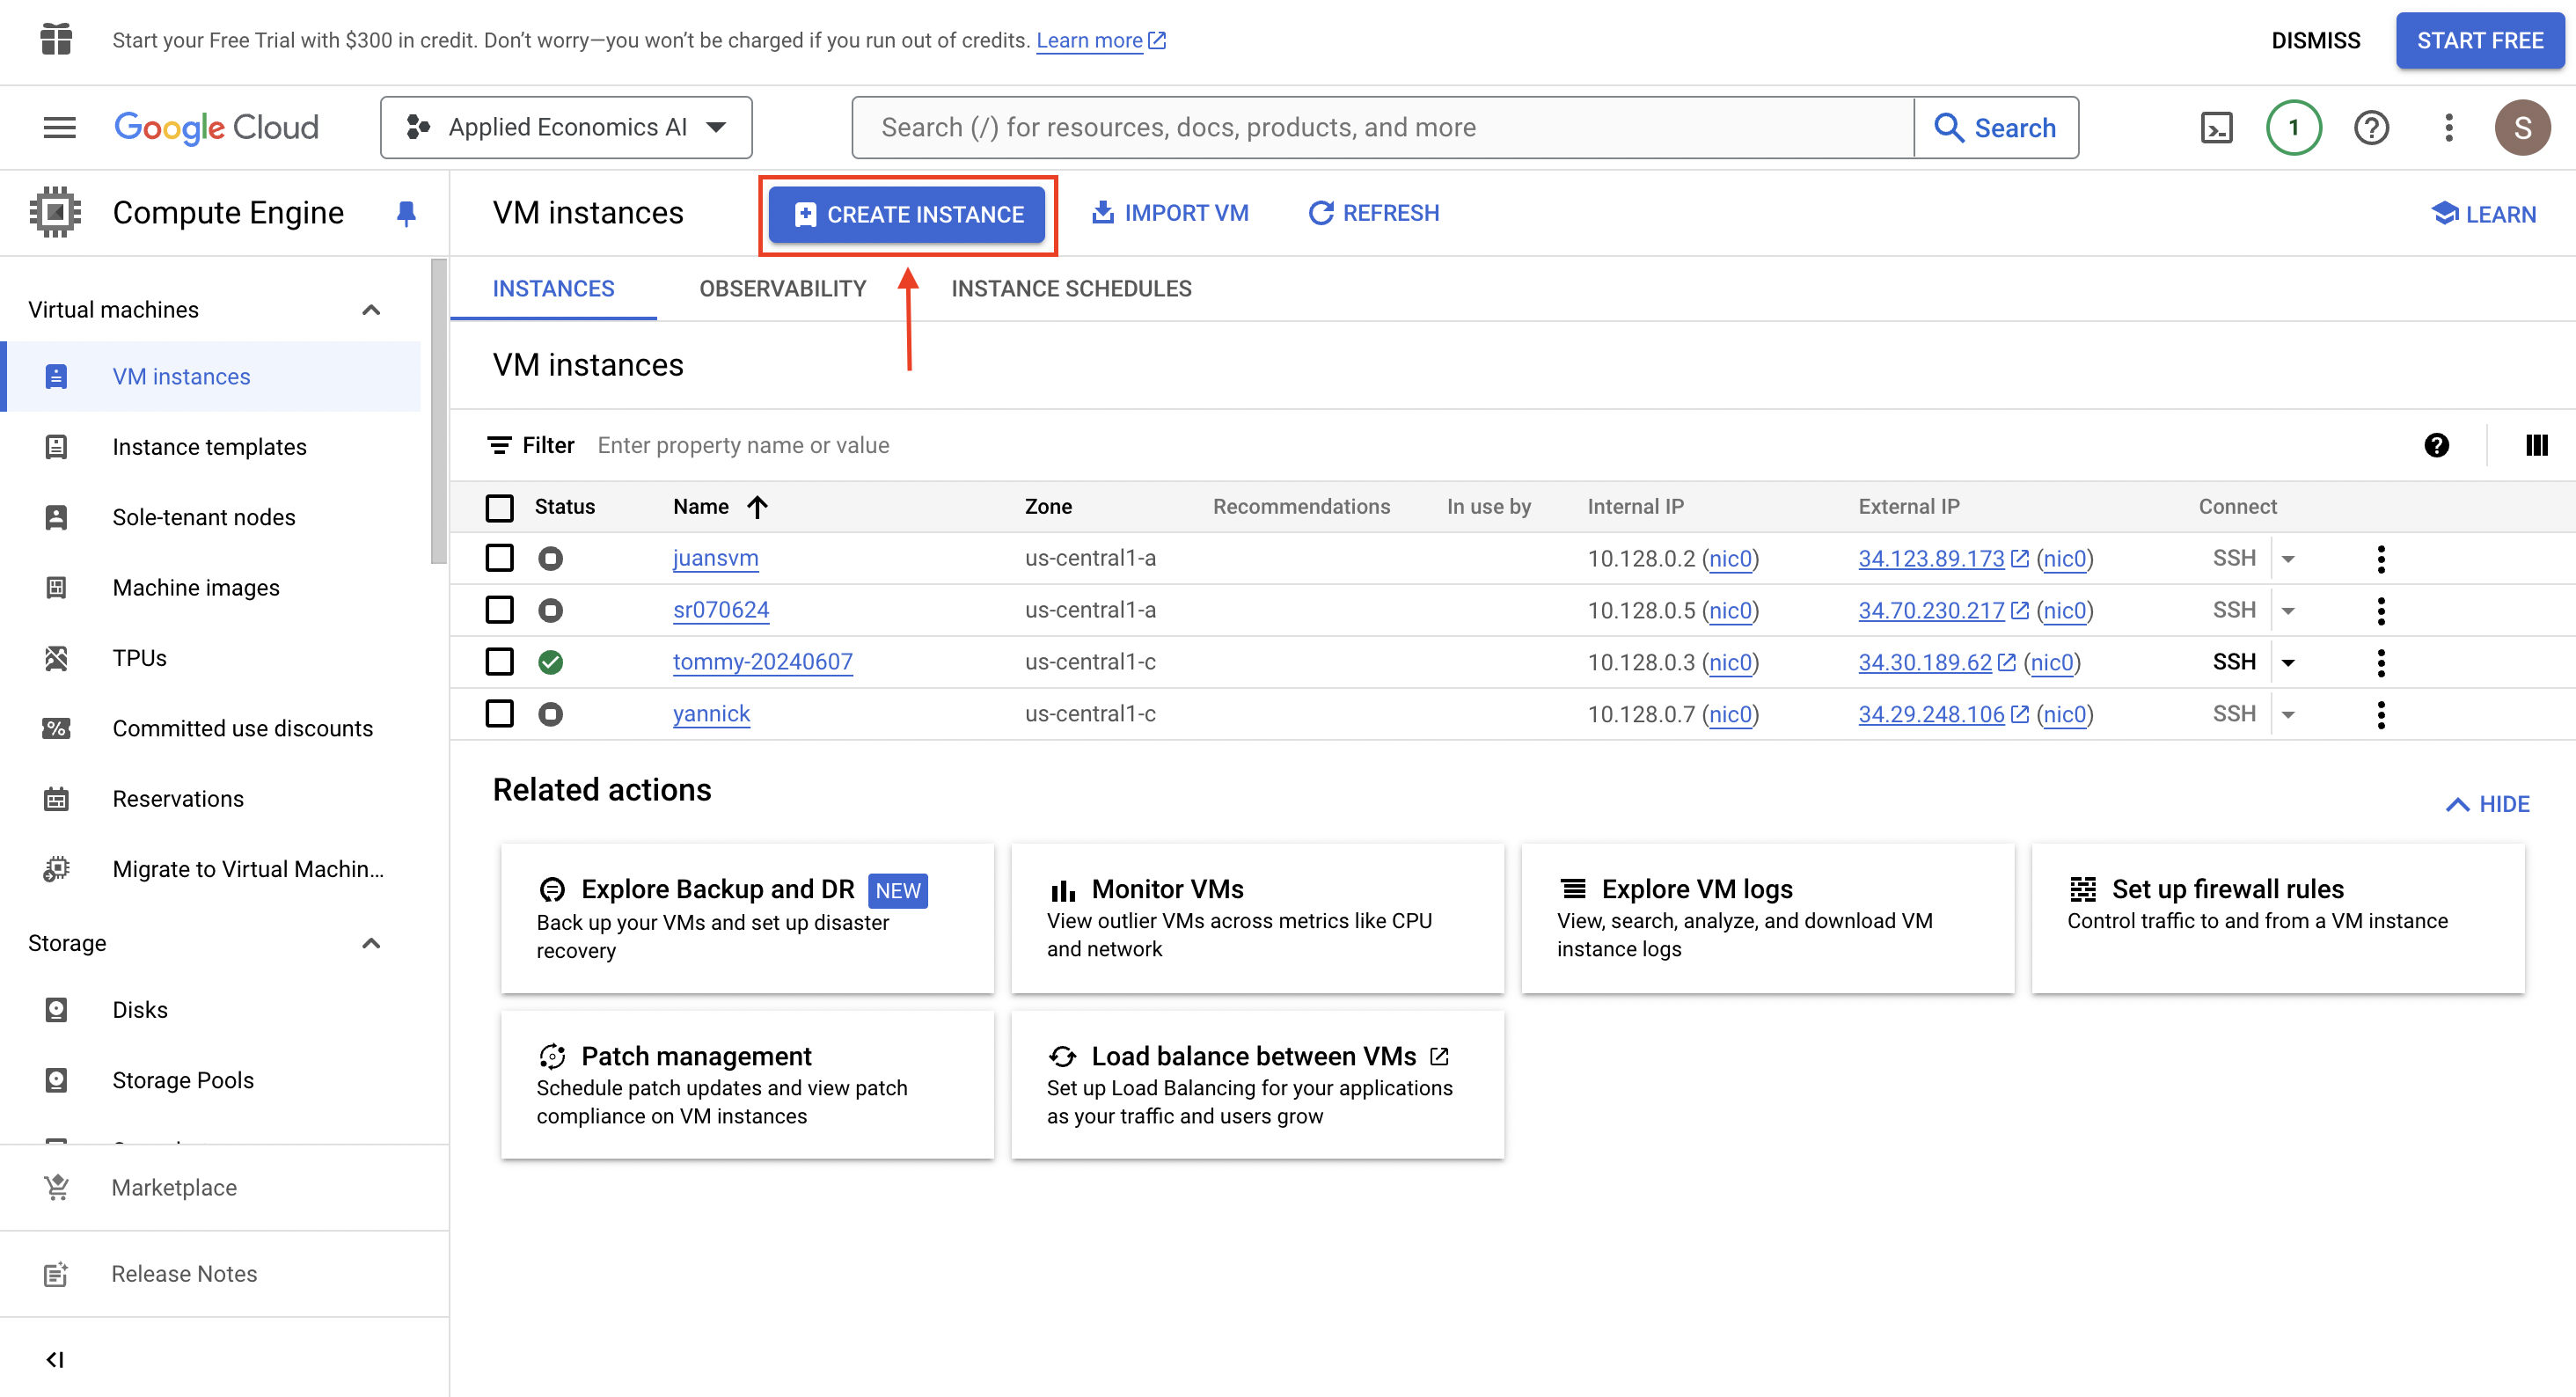 Start your Free Trial with $300 in credit. Don’t worry—you won’t be charged if you run out of credits. Learn more
DISMISS
START FREE
Google Cloud
Applied Economics AI
Search (/) for resources, docs, products, and more
Search
1
S
Compute Engine
VM instances
CREATE INSTANCE
IMPORT VM
REFRESH
LEARN
INSTANCES
OBSERVABILITY
INSTANCE SCHEDULES
Virtual machines
VM instances
Instance templates
Sole-tenant nodes
Machine images
TPUs
Committed use discounts
Reservations
Migrate to Virtual Machin...
Storage
Disks
Storage Pools
Marketplace
Release Notes
VM instances
Filter Enter property name or value
Status Name Zone Recommendations In use by Internal IP External IP Connect
juansvm us-central1-a 10.128.0.2 (nic0) 34.123.89.173 (nic0) SSH
sr070624 us-central1-a 10.128.0.5 (nic0) 34.70.230.217 (nic0) SSH
tommy-20240607 us-central1-c 10.128.0.3 (nic0) 34.30.189.62 (nic0) SSH
yannick us-central1-c 10.128.0.7 (nic0) 34.29.248.106 (nic0) SSH
Related actions
HIDE
Explore Backup and DR NEW
Back up your VMs and set up disaster
recovery
Monitor VMs
View outlier VMs across metrics like CPU
and network
Explore VM logs
View, search, analyze, and download VM
instance logs
Set up firewall rules
Control traffic to and from a VM instance
Patch management
Schedule patch updates and view patch
compliance on VM instances
Load balance between VMs
Set up Load Balancing for your applications
as your traffic and users grow